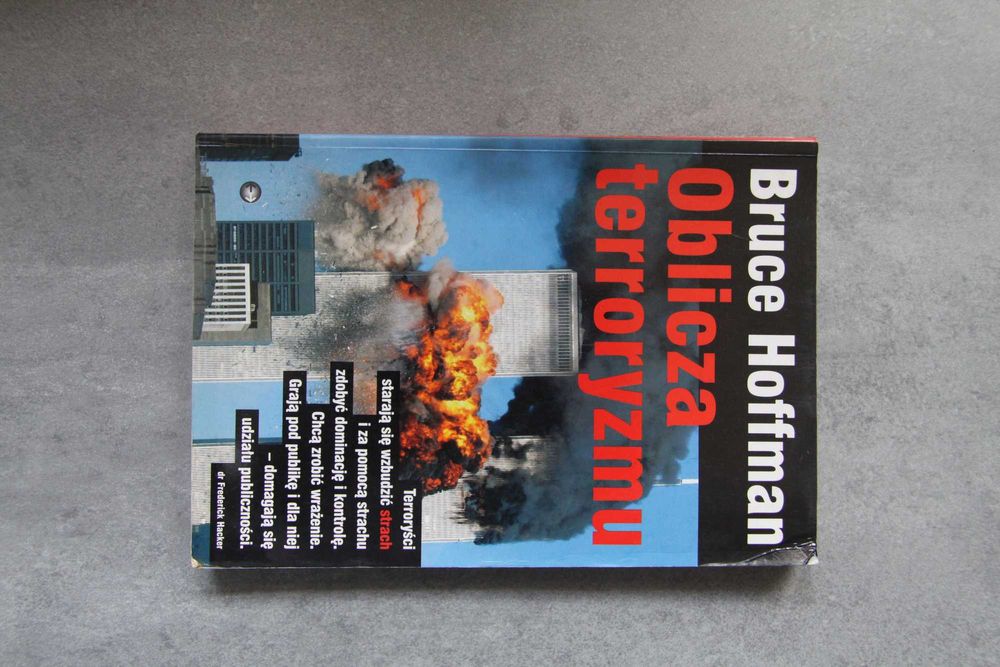 Bruce Hoffman
Oblicza
terroryzmu
Terroryści
starają się wzbudzić strach
i za pomocą strachu
zdobyć dominację i kontrolę.
Chcą zrobić wrażenie.
Grają pod publikę i dla niej
– domagają się
udziału publiczności.
dr Frederick Hacker